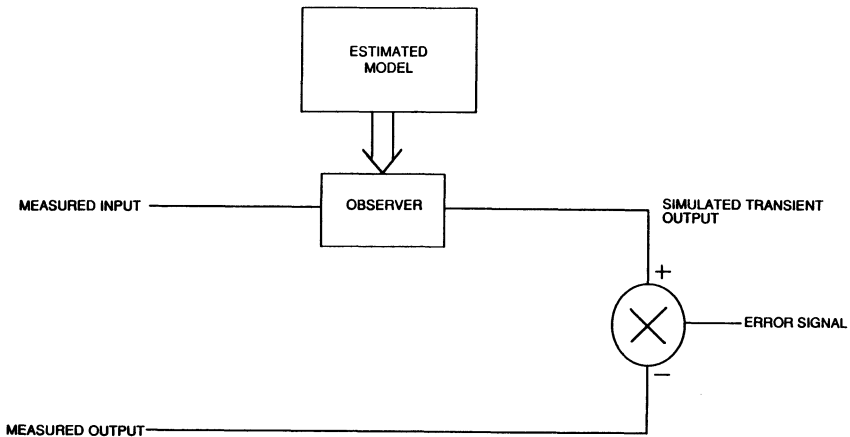 ESTIMATED
MODEL
MEASURED INPUT
OBSERVER
SIMULATED TRANSIENT
OUTPUT
+
ERROR SIGNAL
−
MEASURED OUTPUT